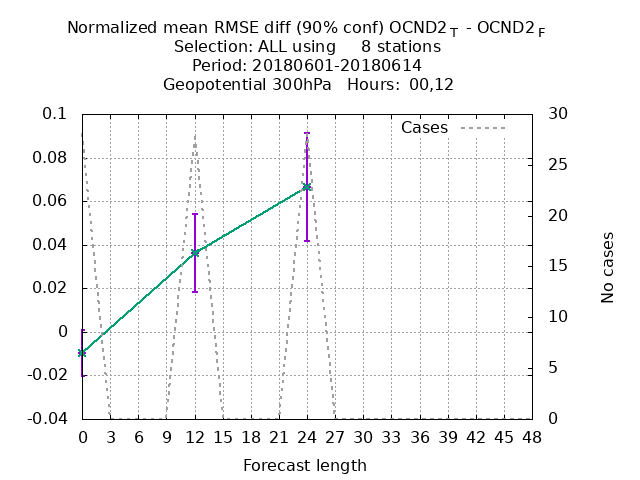 Normalized mean RMSE diff (90% conf) OCND2 T - OCND2 F
Selection: ALL using     8 stations
Period: 20180601-20180614
Geopotential 300hPa   Hours: 00,12
Cases
0.1
0.08
0.06
0.04
0.02
0
-0.02
-0.04
30
25
20
15
10
5
0
No cases
0 3 6 9 12 15 18 21 24 27 30 33 36 39 42 45 48
Forecast length